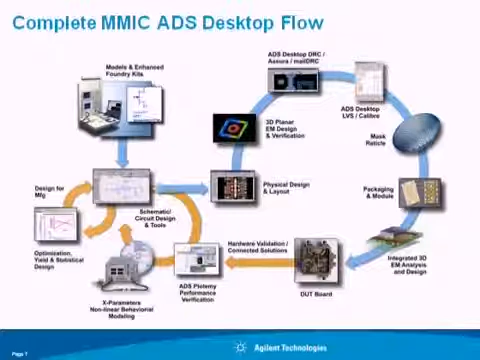 Complete MMIC ADS Desktop Flow
Models & Enhanced
Foundry Kits
ADS Desktop DRC /
Assura / mailDRC
ADS Desktop
LVS / Calibre
3D Planar
EM Design
& Verification
Mask
Reticle
Design for
Mfg
Physical Design
& Layout
Packaging
& Module
Schematic/
Circuit Design
& Tools
Optimization,
Yield & Statistical
Design
Hardware Validation /
Connected Solutions
Integrated 3D
EM Analysis
and Design
ADS Ptolemy
Performance
Verification
DUT Board
X-Parameters
Non-linear Behavioral
Modeling
Page 7
Agilent Technologies